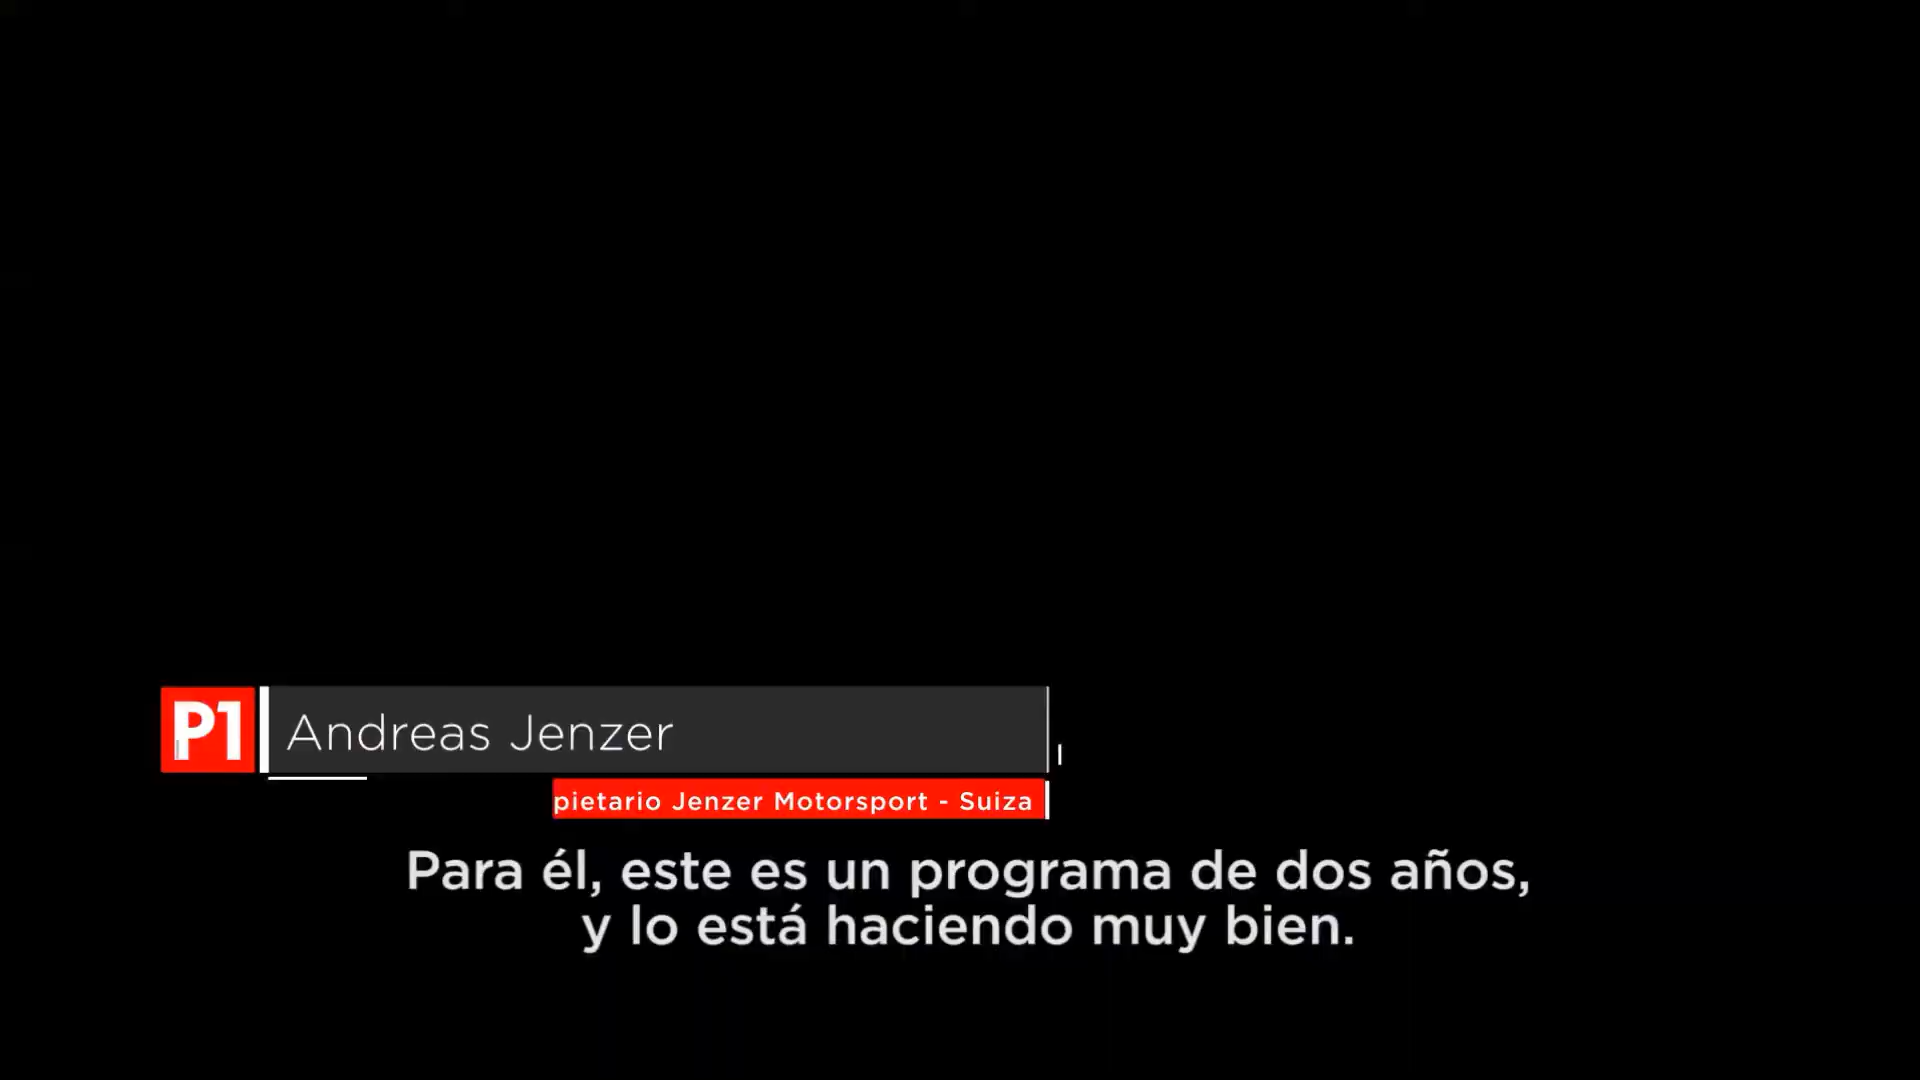 P1
Andreas Jenzer
pietario Jenzer Motorsport - Suiza
Para él, este es un programa de dos años,
y lo está haciendo muy bien.